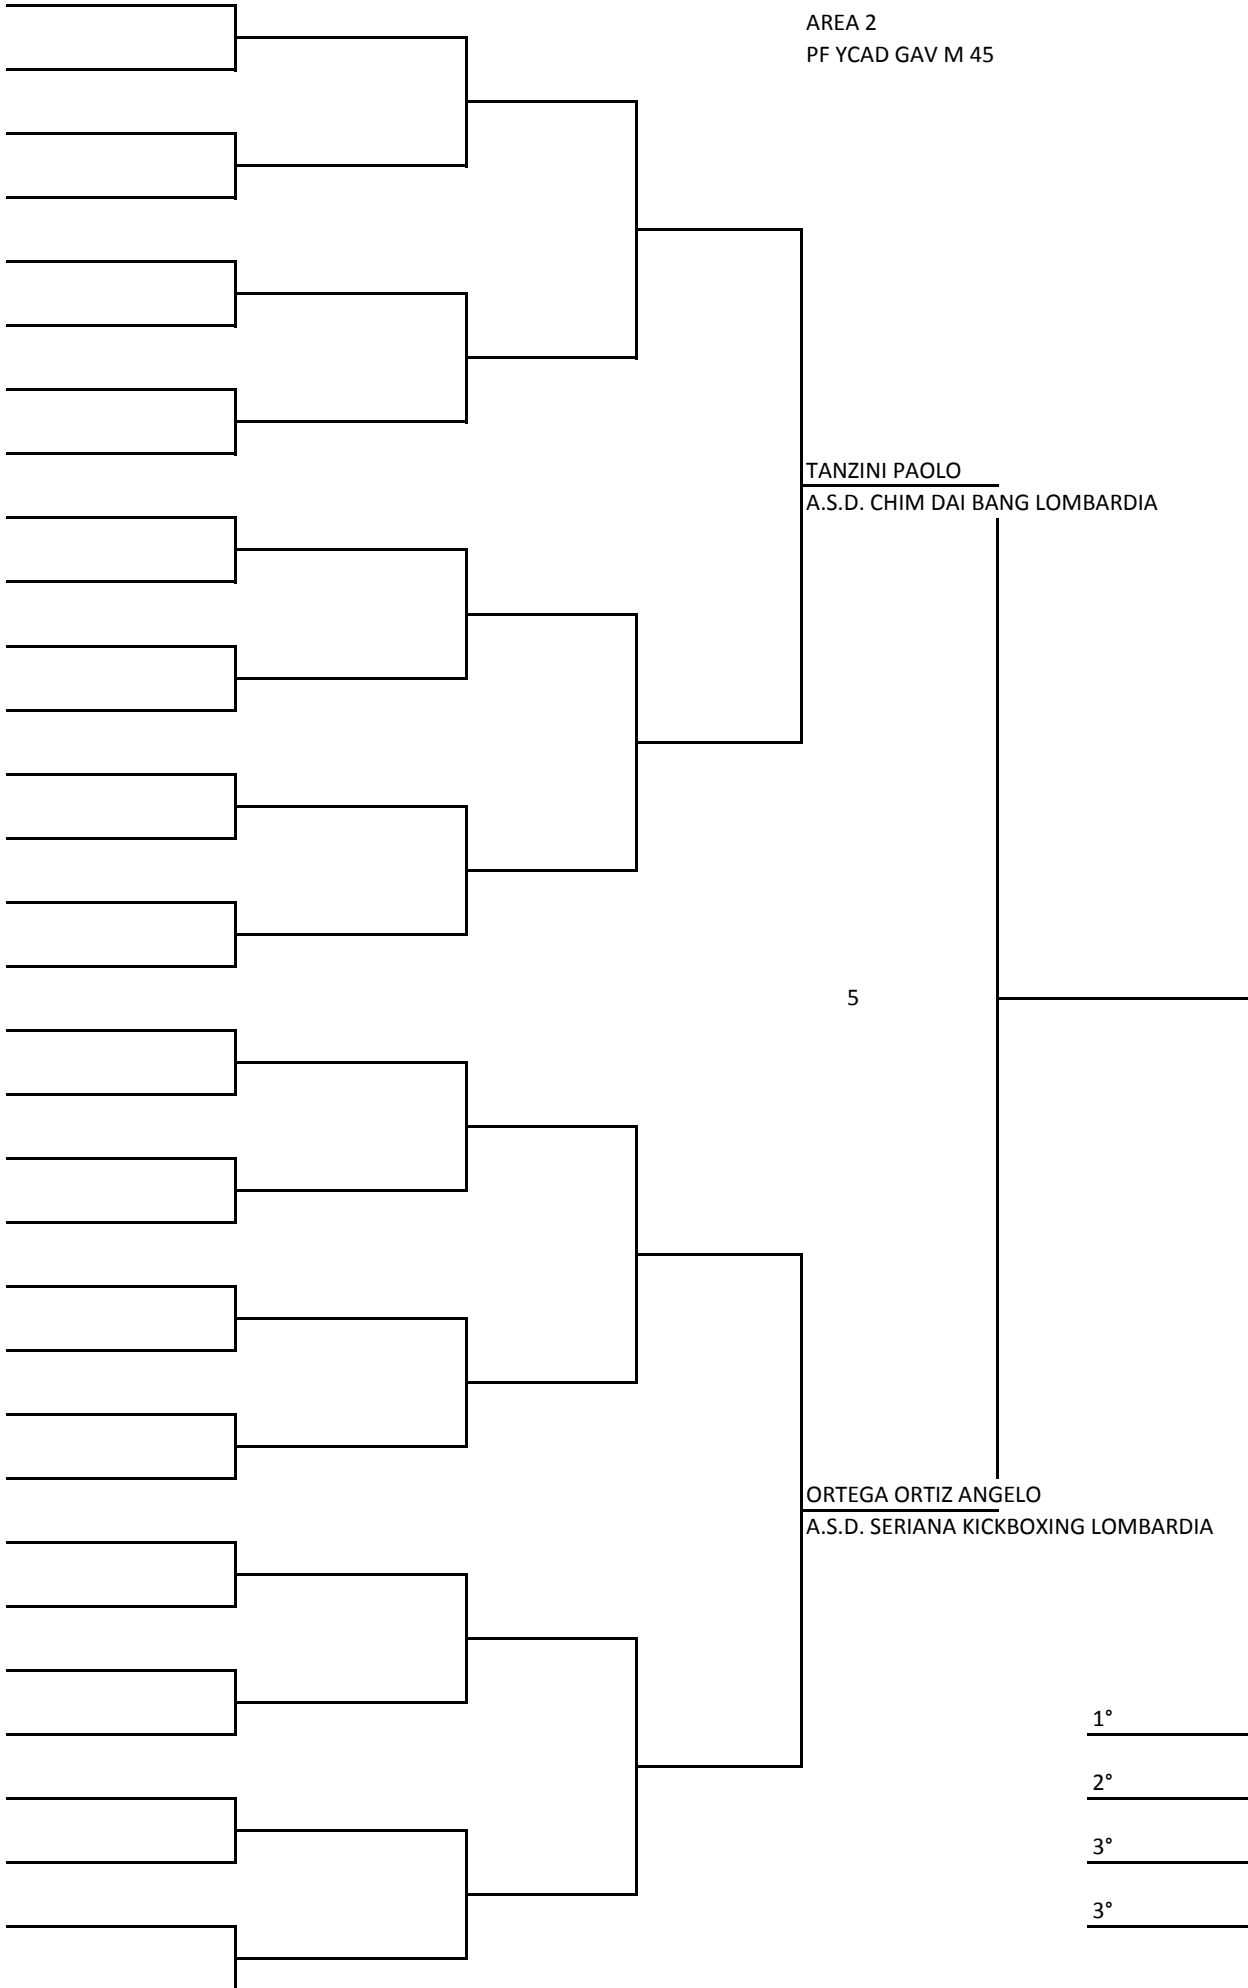 AREA 2
PF YCAD GAV M 45
TANZINI PAOLO
A.S.D. CHIM DAI BANG LOMBARDIA
5
ORTEGA ORTIZ ANGELO
A.S.D. SERIANA KICKBOXING LOMBARDIA
1°
2°
3°
3°